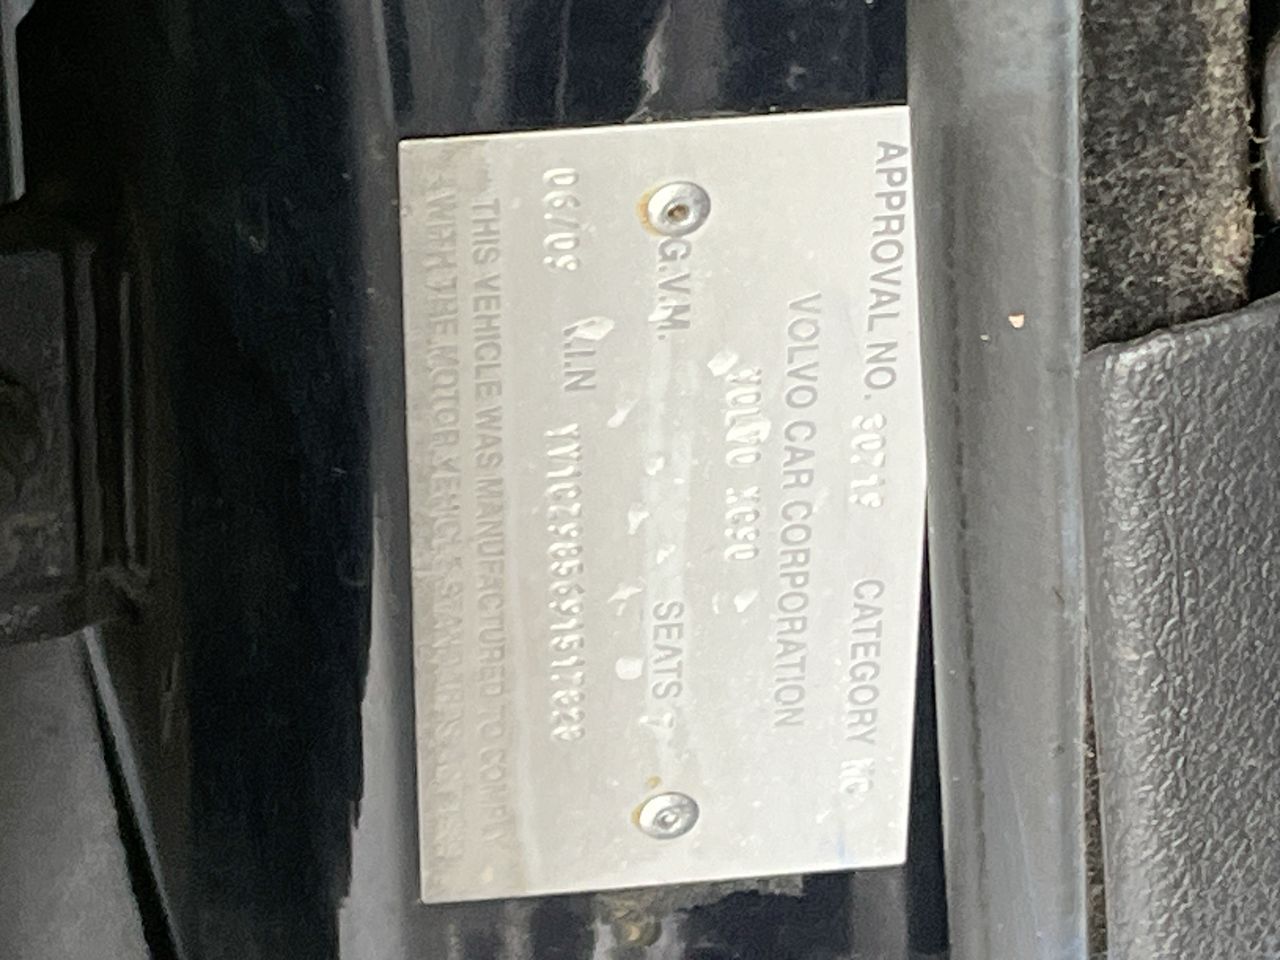 APPROVAL NO. 30719 CATEGORY MC
VOLVO CAR CORPORATION
VOLVO XC90
G.V.M. SEATS 7
06/09 V.I.N
THIS VEHICLE WAS MANUFACTURED TO COMPLY
WITH THE MOTOR VEHICLE STANDARDS